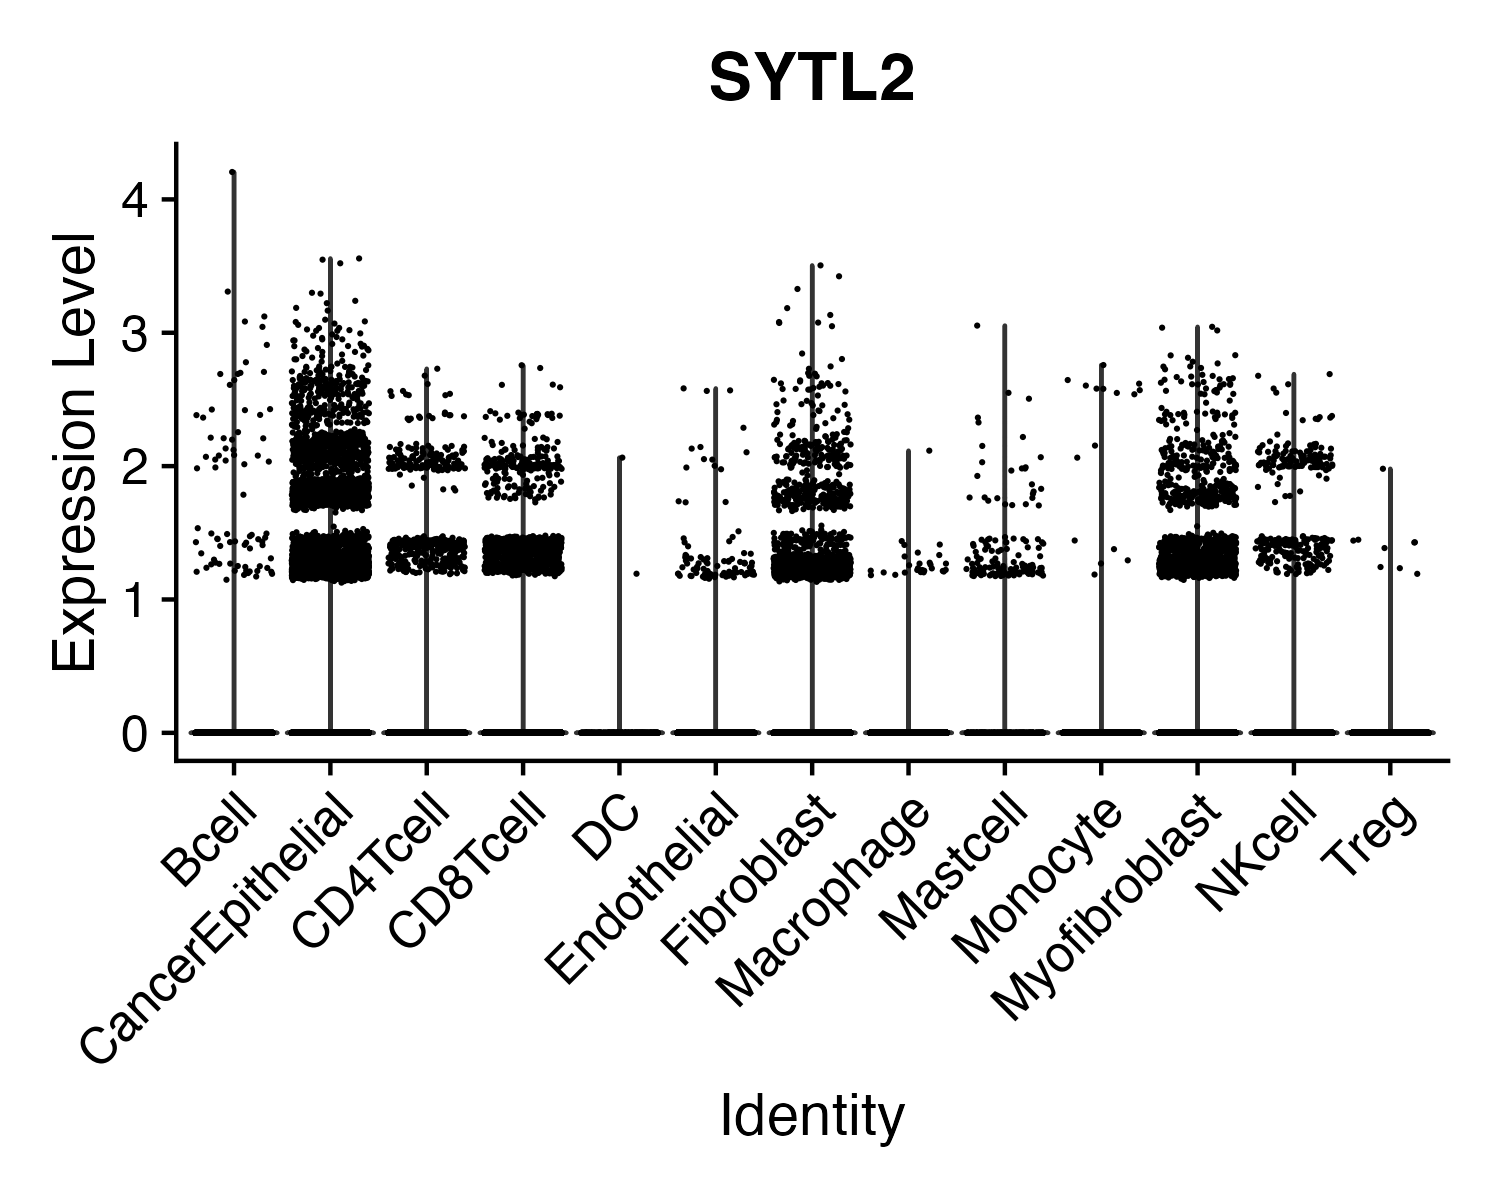 SYTL2
Expression Level
4
3
2
1
0
Bcell
CancerEpithelial
CD4Tcell
CD8Tcell
DC
Endothelial
Fibroblast
Macrophage
Mastcell
Monocyte
Myofibroblast
NKcell
Treg
Identity